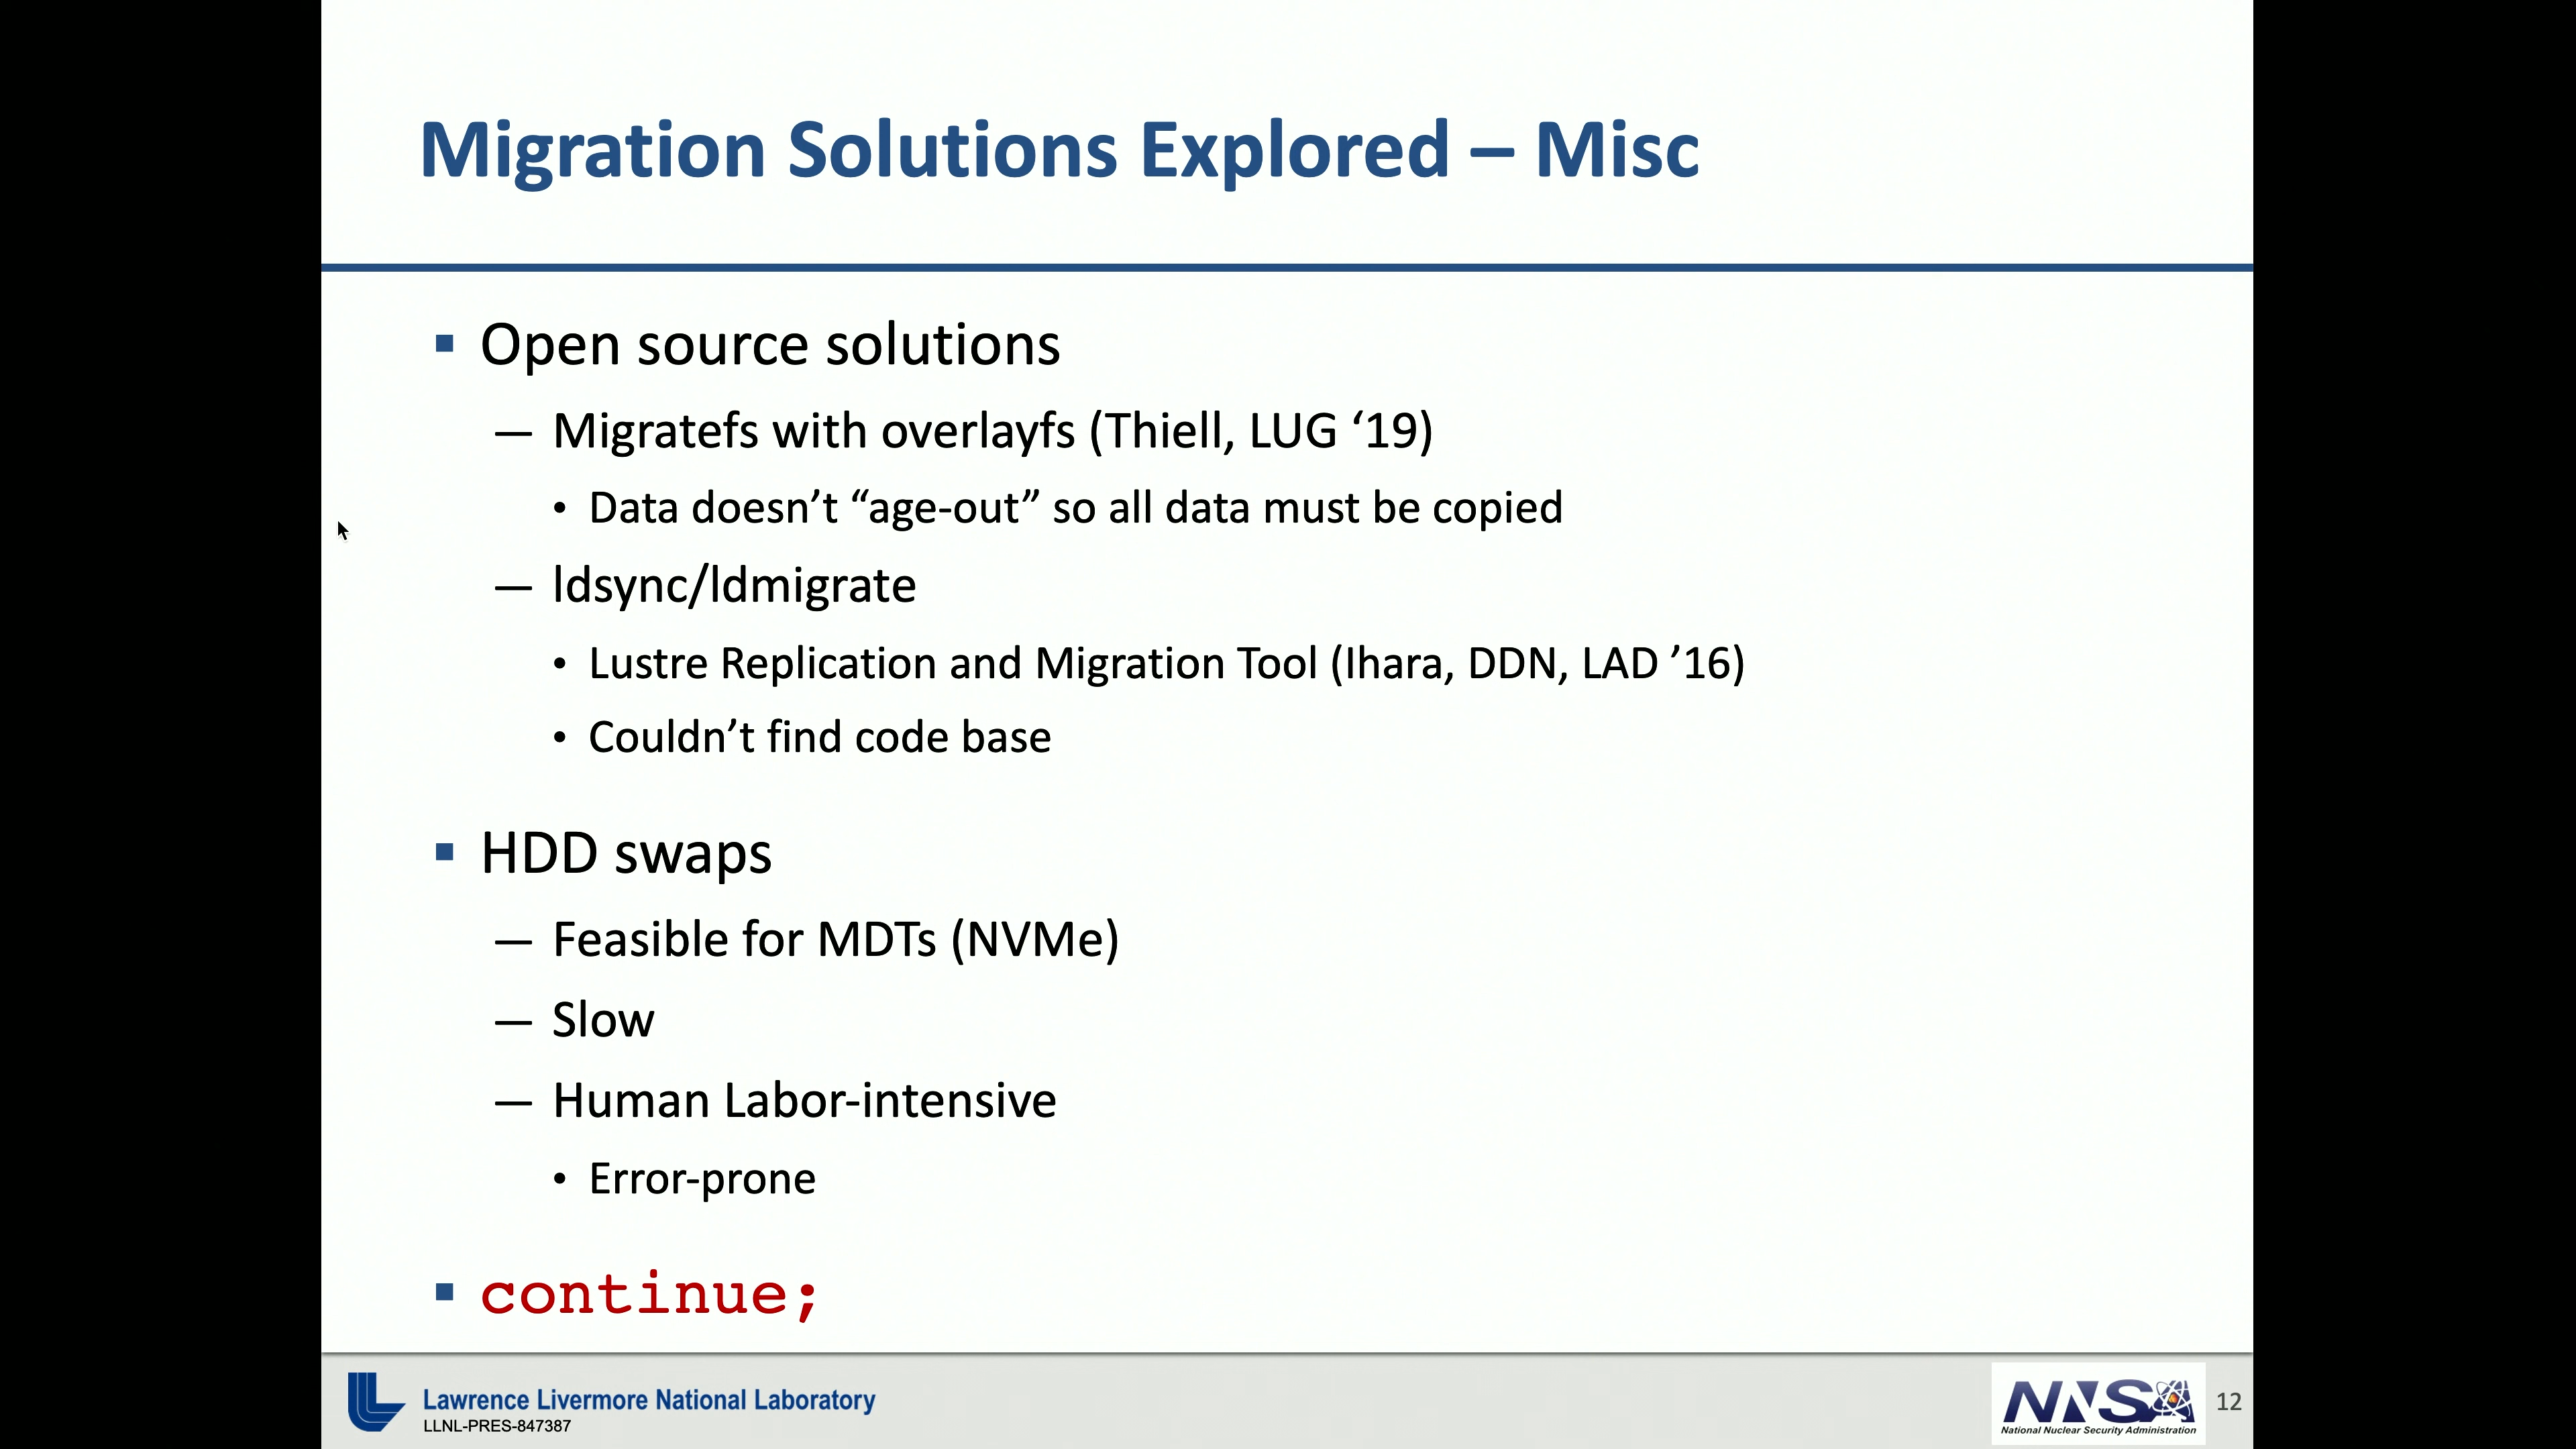 Migration Solutions Explored – Misc
▪ Open source solutions
— Migratefs with overlayfs (Thiell, LUG ‘19)
• Data doesn’t “age-out” so all data must be copied
— ldsync/ldmigrate
• Lustre Replication and Migration Tool (Ihara, DDN, LAD ’16)
• Couldn’t find code base
▪ HDD swaps
— Feasible for MDTs (NVMe)
— Slow
— Human Labor-intensive
• Error-prone
▪ continue;
Lawrence Livermore National Laboratory
LLNL-PRES-847387
NNSA
National Nuclear Security Administration
12